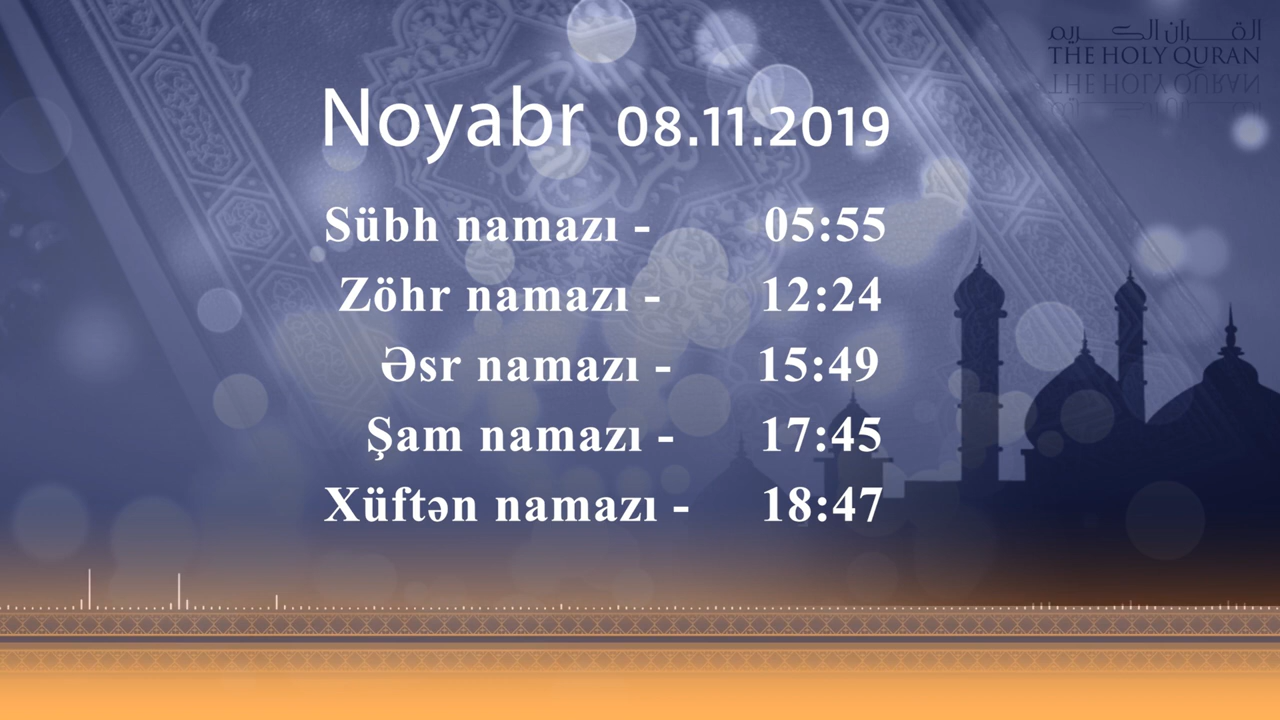 القرآن الكريم
THE HOLY QURAN
Noyabr 08.11.2019
Sübh namazı - 05:55
Zöhr namazı - 12:24
Əsr namazı - 15:49
Şam namazı - 17:45
Xüftən namazı - 18:47